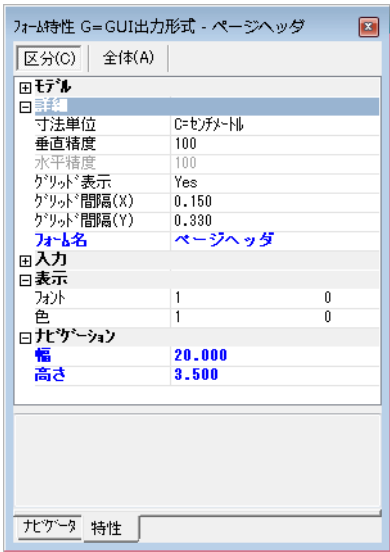 ﾌｫｰﾑ特性 G=GUI出力形式 - ページヘッダ
区分(C) 全体(A)
ﾓﾃﾞﾙ
詳細
寸法単位 C=ｾﾝﾁﾒｰﾄﾙ
垂直精度 100
水平精度 100
ｸﾞﾘｯﾄﾞ表示 Yes
ｸﾞﾘｯﾄﾞ間隔(X) 0.150
ｸﾞﾘｯﾄﾞ間隔(Y) 0.330
ﾌｫｰﾑ名 ページヘッダ
入力
表示
ﾌｫﾝﾄ 1 0
色 1 0
ﾅﾋﾞｹﾞｰｼｮﾝ
幅 20.000
高さ 3.500
ﾅﾋﾞｹﾞｰﾀ 特性